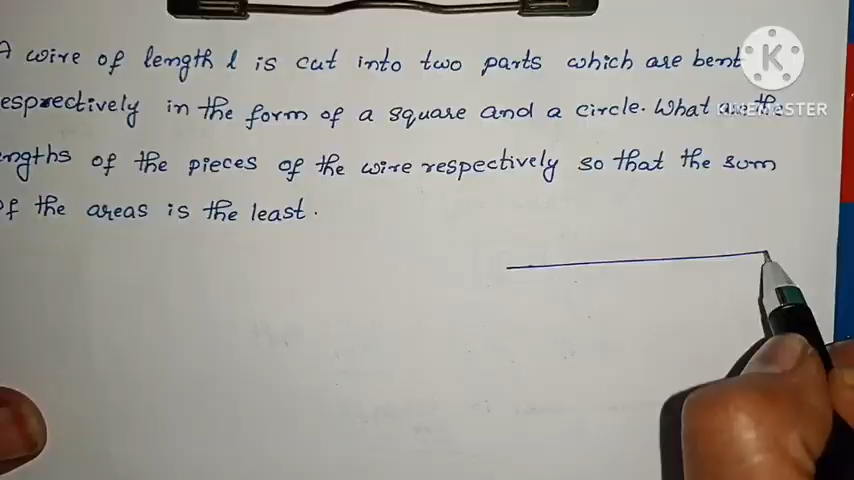 A wire of length l is cut into two parts which are bent
espectively in the form of a square and a circle. What are the
engths of the pieces of the wire respectively so that the sum
of the areas is the least.
K
KINEMASTER